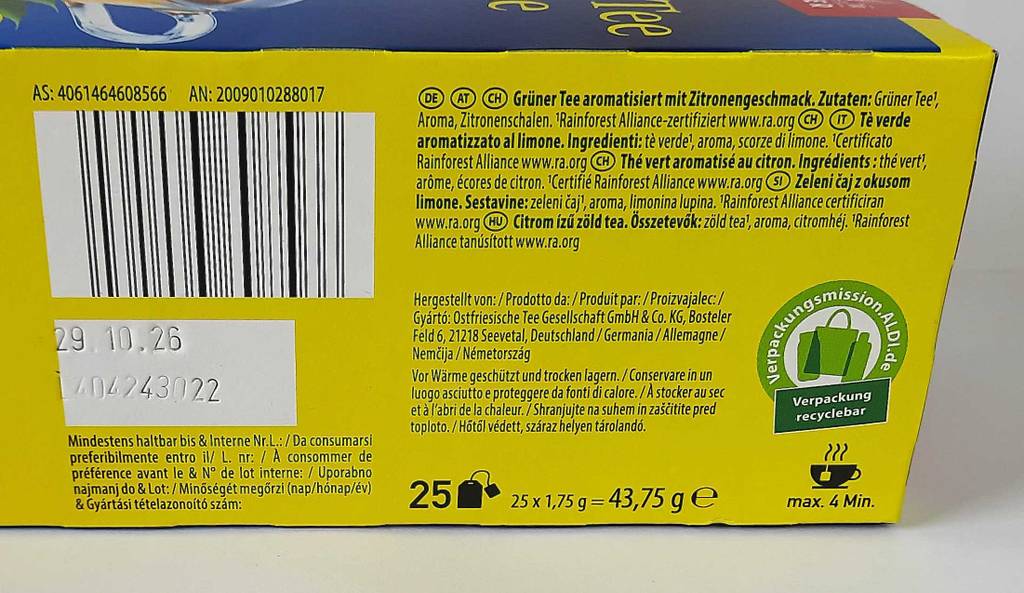 Tee
AS: 4061464608566 AN: 2009010288017
29.10.26
Mindestens haltbar bis & Interne Nr.L.: / Da consumarsi
preferibilmente entro il/ L. nr: / À consommer de
préférence avant le & N° de lot interne: / Uporabno
najmanj do & Lot: / Minőségét megőrzi (nap/hónap/év)
& Gyártási tételazonosító szám:
DE AT CH Grüner Tee aromatisiert mit Zitronengeschmack. Zutaten: Grüner Tee¹,
Aroma, Zitronenschalen. ¹Rainforest Alliance-zertifiziert www.ra.org CH IT Tè verde
aromatizzato al limone. Ingredienti: tè verde¹, aroma, scorze di limone. ¹Certificato
Rainforest Alliance www.ra.org CH Thé vert aromatisé au citron. Ingrédients : thé vert¹,
arôme, écores de citron. ¹Certifié Rainforest Alliance www.ra.org SI Zeleni čaj z okusom
limone. Sestavine: zeleni čaj¹, aroma, limonina lupina. ¹Rainforest Alliance certificiran
www.ra.org HU Citrom ízű zöld tea. Összetevők: zöld tea¹, aroma, citromhéj. ¹Rainforest
Alliance tanúsított www.ra.org
Hergestellt von: / Prodotto da: / Produit par: / Proizvajalec: /
Gyártó: Ostfriesische Tee Gesellschaft GmbH & Co. KG, Bosteler
Feld 6, 21218 Seevetal, Deutschland / Germania / Allemagne /
Nemčija / Németország
Vor Wärme geschützt und trocken lagern. / Conservare in un
luogo asciutto e proteggere da fonti di calore. / À stocker au sec
et à l'abri de la chaleur. / Shranjujte na suhem in zaščitite pred
toploto. / Hőtől védett, száraz helyen tárolandó.
Verpackungsmission.ALDI.de
Verpackung
recyclebar
25 25 x 1,75 g = 43,75 g ℮
max. 4 Min.